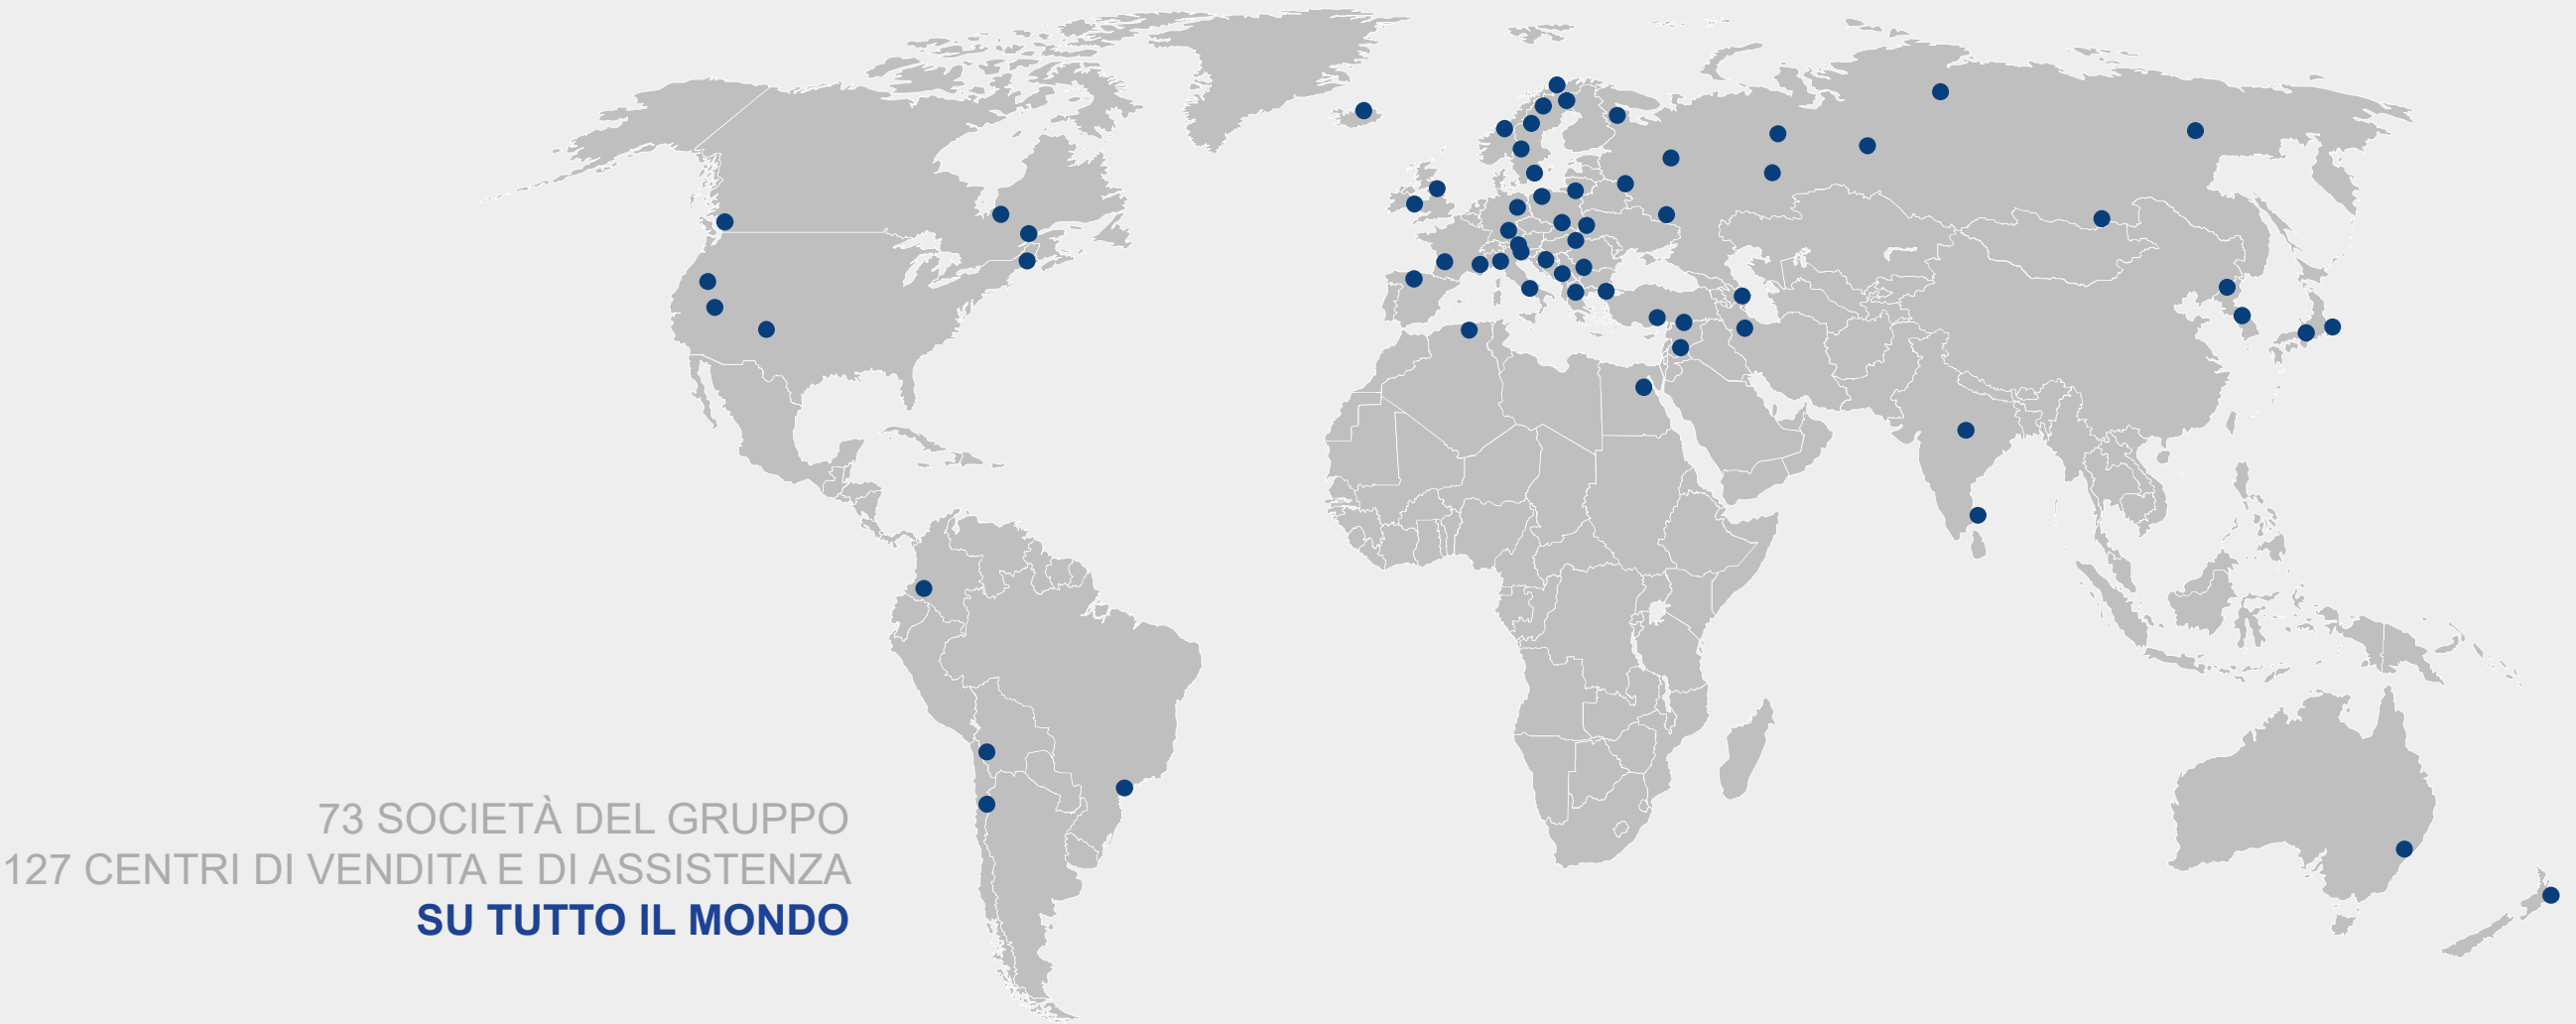 73 SOCIETÀ DEL GRUPPO
127 CENTRI DI VENDITA E DI ASSISTENZA
SU TUTTO IL MONDO